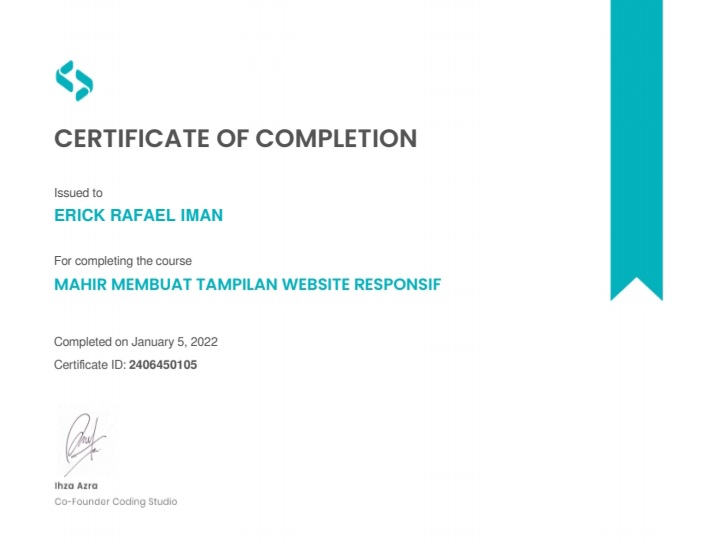 CERTIFICATE OF COMPLETION
Issued to
ERICK RAFAEL IMAN
For completing the course
MAHIR MEMBUAT TAMPILAN WEBSITE RESPONSIF
Completed on January 5, 2022
Certificate ID: 2406450105
Ihza Azra
Co-Founder Coding Studio